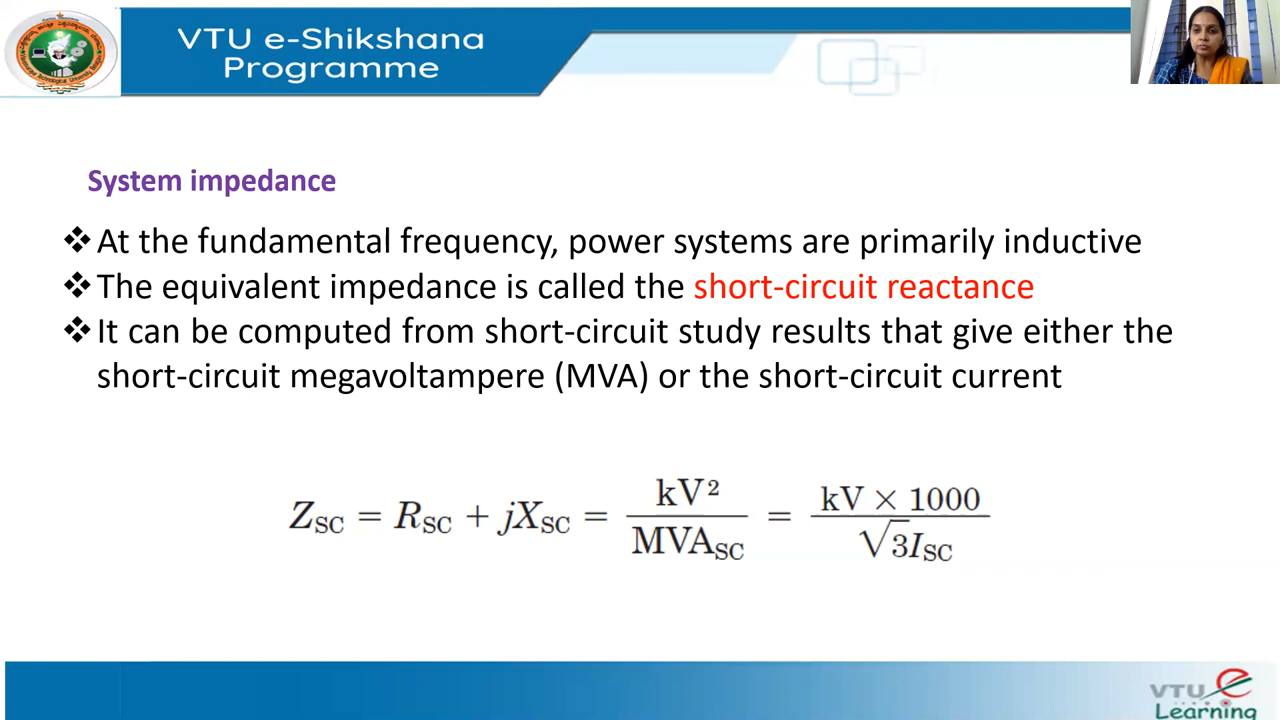 VTU e-Shikshana
Programme
System impedance
❖ At the fundamental frequency, power systems are primarily inductive
❖ The equivalent impedance is called the short-circuit reactance
❖ It can be computed from short-circuit study results that give either the
short-circuit megavoltampere (MVA) or the short-circuit current
Z_SC = R_SC + jX_SC = kV² / MVA_SC = kV × 1000 / √3 I_SC
VTU e
Learning